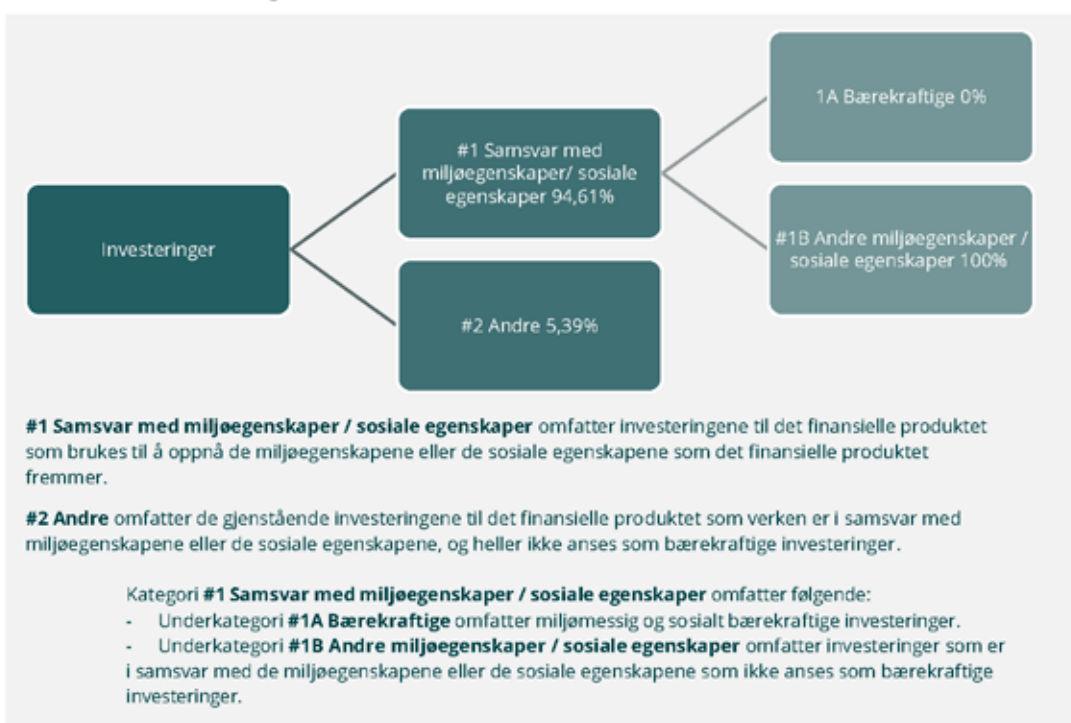 Investeringer
#1 Samsvar med
miljøegenskaper/ sosiale
egenskaper 94,61%
#2 Andre 5,39%
1A Bærekraftige 0%
#1B Andre miljøegenskaper /
sosiale egenskaper 100%
#1 Samsvar med miljøegenskaper / sosiale egenskaper omfatter investeringene til det finansielle produktet
som brukes til å oppnå de miljøegenskapene eller de sosiale egenskapene som det finansielle produktet
fremmer.
#2 Andre omfatter de gjenstående investeringene til det finansielle produktet som verken er i samsvar med
miljøegenskapene eller de sosiale egenskapene, og heller ikke anses som bærekraftige investeringer.
Kategori #1 Samsvar med miljøegenskaper / sosiale egenskaper omfatter følgende:
- Underkategori #1A Bærekraftige omfatter miljømessig og sosialt bærekraftige investeringer.
- Underkategori #1B Andre miljøegenskaper / sosiale egenskaper omfatter investeringer som er
i samsvar med de miljøegenskapene eller de sosiale egenskapene som ikke anses som bærekraftige
investeringer.